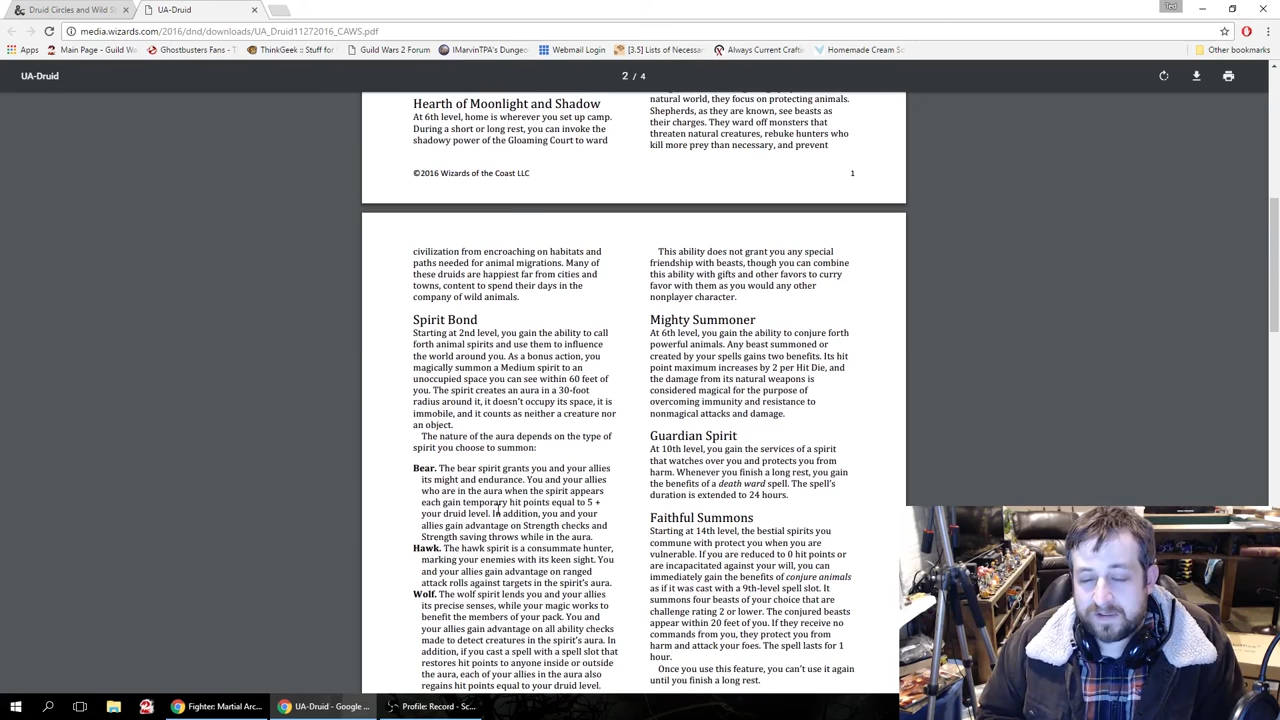 Druid Circles and Wild S
UA-Druid
Ted
media.wizards.com/2016/dnd/downloads/UA_Druid11272016_CAWS.pdf
Apps
Main Page - Guild Wa
Ghostbusters Fan - T
ThinkGeek :: Stuff for
Guild Wars 2 Forum
IMarvinTPA's Dungeo
Webmail Login
[3.5] Lists of Necessar
Always Current Crafti
Homemade Cream So
Other bookmarks
UA-Druid
2 / 4
Hearth of Moonlight and Shadow
At 6th level, home is wherever you set up camp.
During a short or long rest, you can invoke the
shadowy power of the Gloaming Court to ward
©2016 Wizards of the Coast LLC
natural world, they focus on protecting animals.
Shepherds, as they are known, see beasts as
their charges. They ward off monsters that
threaten natural creatures, rebuke hunters who
kill more prey than necessary, and prevent
1
civilization from encroaching on habitats and
paths needed for animal migrations. Many of
these druids are happiest far from cities and
towns, content to spend their days in the
company of wild animals.
Spirit Bond
Starting at 2nd level, you gain the ability to call
forth animal spirits and use them to influence
the world around you. As a bonus action, you
magically summon a Medium spirit to an
unoccupied space you can see within 60 feet of
you. The spirit creates an aura in a 30-foot
radius around it, it doesn't occupy its space, it is
immobile, and it counts as neither a creature nor
an object.
The nature of the aura depends on the type of
spirit you choose to summon:
Bear. The bear spirit grants you and your allies
its might and endurance. You and your allies
who are in the aura when the spirit appears
each gain temporary hit points equal to 5 +
your druid level. In addition, you and your
allies gain advantage on Strength checks and
Strength saving throws while in the aura.
Hawk. The hawk spirit is a consummate hunter,
marking your enemies with its keen sight. You
and your allies gain advantage on ranged
attack rolls against targets in the spirit's aura.
Wolf. The wolf spirit lends you and your allies
its precise senses, while your magic works to
benefit the members of your pack. You and
your allies gain advantage on all ability checks
made to detect creatures in the spirit's aura. In
addition, if you cast a spell with a spell slot that
restores hit points to anyone inside or outside
the aura, each of your allies in the aura also
regains hit points equal to your druid level.
This ability does not grant you any special
friendship with beasts, though you can combine
this ability with gifts and other favors to curry
favor with them as you would any other
nonplayer character.
Mighty Summoner
At 6th level, you gain the ability to conjure forth
powerful animals. Any beast summoned or
created by your spells gains two benefits. Its hit
point maximum increases by 2 per Hit Die, and
the damage from its natural weapons is
considered magical for the purpose of
overcoming immunity and resistance to
nonmagical attacks and damage.
Guardian Spirit
At 10th level, you gain the services of a spirit
that watches over you and protects you from
harm. Whenever you finish a long rest, you gain
the benefits of a death ward spell. The spell's
duration is extended to 24 hours.
Faithful Summons
Starting at 14th level, the bestial spirits you
commune with protect you when you are
vulnerable. If you are reduced to 0 hit points or
are incapacitated against your will, you can
immediately gain the benefits of conjure animals
as if it was cast with a 9th-level spell slot. It
summons four beasts of your choice that are
challenge rating 2 or lower. The conjured beasts
appear within 20 feet of you. If they receive no
commands from you, they protect you from
harm and attack your foes. The spell lasts for 1
hour.
Once you use this feature, you can't use it again
until you finish a long rest.
Fighter: Martial Arc...
UA-Druid - Google ...
Profile: Record - Sc...